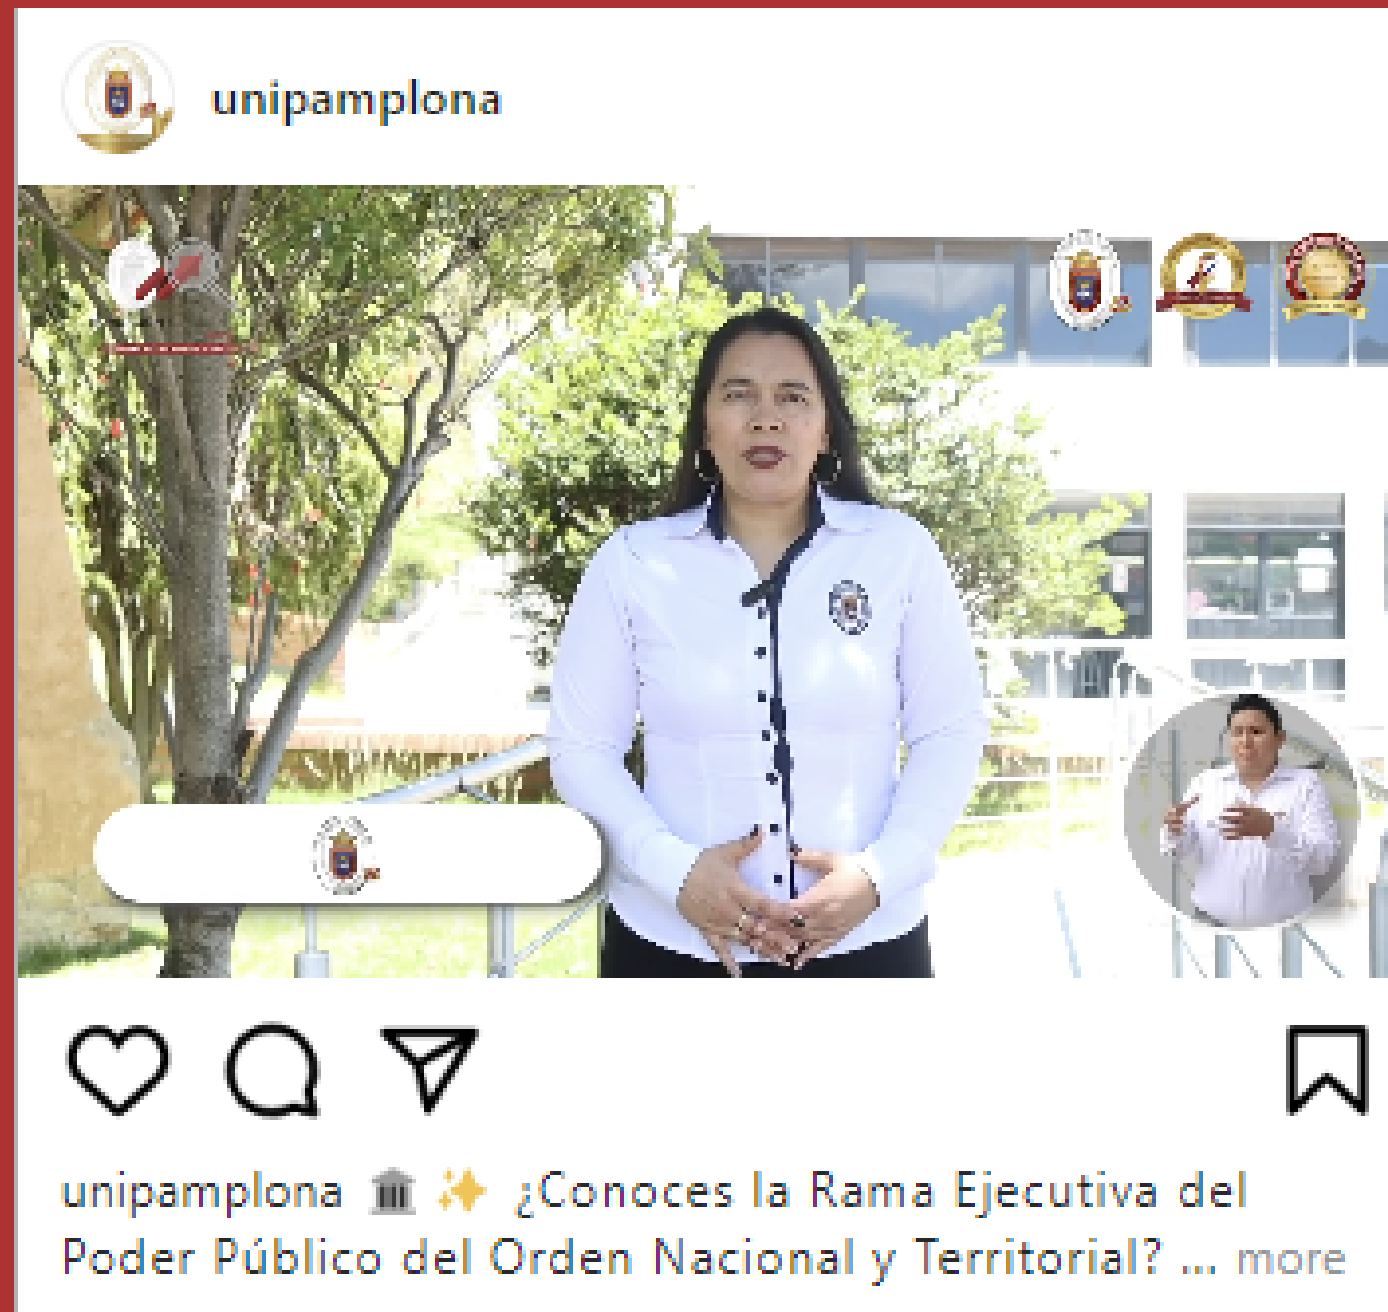 unipamplona
unipamplona 🏛️ ✨ ¿Conoces la Rama Ejecutiva del
Poder Público del Orden Nacional y Territorial? ... more